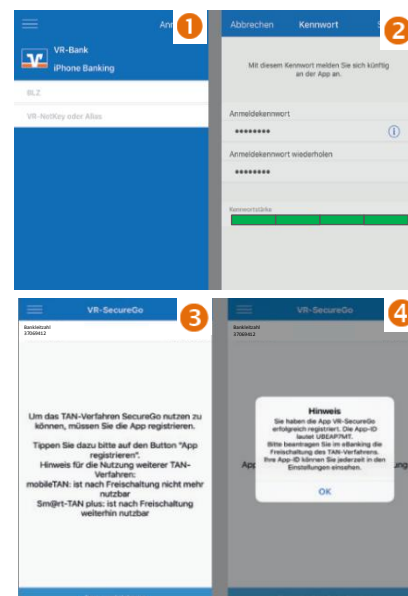 An
1
VR-Bank
iPhone Banking
BLZ
VR-NetKey oder Alias
Abbrechen Kennwort S
2
Mit diesem Kennwort melden Sie sich künftig
an der App an.
Anmeldekennwort
••••••••
Anmeldekennwort wiederholen
••••••••
Kennwortstärke
VR-SecureGo
3
Bankleitzahl
37069412
Um das TAN-Verfahren SecureGo nutzen zu
können, müssen Sie die App registrieren.
Tippen Sie dazu bitte auf den Button "App
registrieren".
Hinweis für die Nutzung weiterer TAN-
Verfahren:
mobileTAN: ist nach Freischaltung nicht mehr
nutzbar
Sm@rt-TAN plus: ist nach Freischaltung
weiterhin nutzbar
VR-SecureGo
4
Bankleitzahl
37069412
Hinweis
Sie haben die App VR-SecureGo
erfolgreich registriert. Die App-ID
lautet UBEAP7MT.
Bitte beantragen Sie im eBanking die
Freischaltung des TAN-Verfahrens.
Ihre App-ID können Sie jederzeit in den
Einstellungen einsehen.
App ung
OK